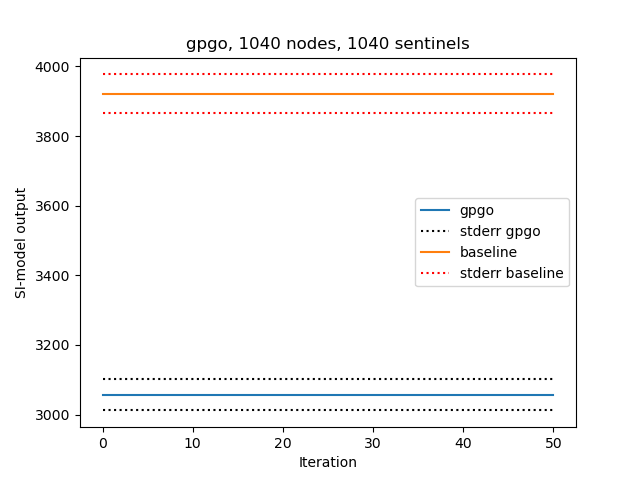 gpgo, 1040 nodes, 1040 sentinels
4000
3800
3600
3400
3200
3000
SI-model output
gpgo
stderr gpgo
baseline
stderr baseline
0 10 20 30 40 50
Iteration